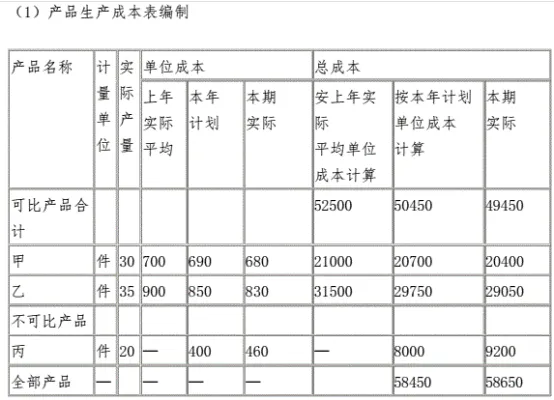 （1）产品生产成本表编制
产品名称 计量单位 实际产量 单位成本 总成本
上年实际平均 本年计划 本期实际 安上年实际平均单位成本计算 按本年计划单位成本计算 本期实际
可比产品合计 52500 50450 49450
甲 件 30 700 690 680 21000 20700 20400
乙 件 35 900 850 830 31500 29750 29050
不可比产品
丙 件 20 — 400 460 — 8000 9200
全部产品 — — — — — 58450 58650